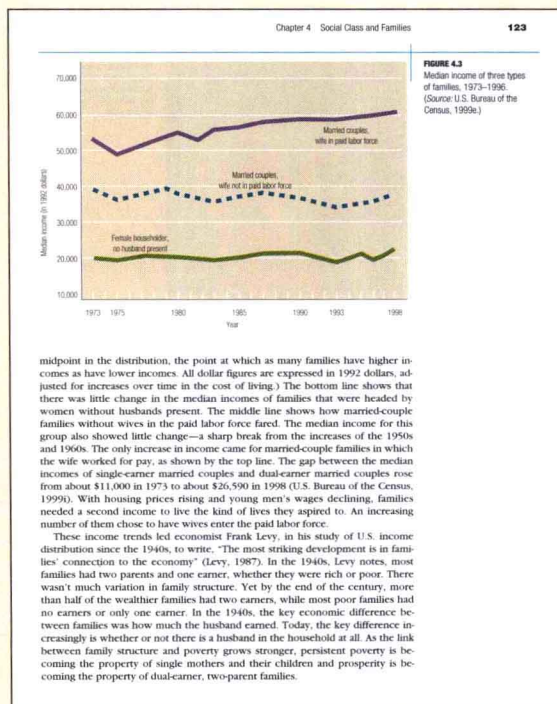 Chapter 4 Social Class and Families 123
FIGURE 4.3
Median income of three types
of families, 1973–1996.
(Source: U.S. Bureau of the
Census, 1999e.)
70,000
60,000
50,000
40,000
30,000
20,000
10,000
Median income (in 1992 dollars)
Married couples,
wife in paid labor force
Married couples,
wife not in paid labor force
Female householder,
no husband present
1973 1975 1980 1985 1990 1993 1998
Year
midpoint in the distribution, the point at which as many families have higher in-
comes as have lower incomes. All dollar figures are expressed in 1992 dollars, ad-
justed for increases over time in the cost of living.) The bottom line shows that
there was little change in the median incomes of families that were headed by
women without husbands present. The middle line shows how married-couple
families without wives in the paid labor force fared. The median income for this
group also showed little change—a sharp break from the increases of the 1950s
and 1960s. The only increase in income came for married-couple families in which
the wife worked for pay, as shown by the top line. The gap between the median
incomes of single-earner married couples and dual-earner married couples rose
from about $11,000 in 1973 to about $26,590 in 1998 (U.S. Bureau of the Census,
1999i). With housing prices rising and young men's wages declining, families
needed a second income to live the kind of lives they aspired to. An increasing
number of them chose to have wives enter the paid labor force.
These income trends led economist Frank Levy, in his study of U.S. income
distribution since the 1940s, to write, "The most striking development is in fami-
lies' connection to the economy" (Levy, 1987). In the 1940s, Levy notes, most
families had two parents and one earner, whether they were rich or poor. There
wasn't much variation in family structure. Yet by the end of the century, more
than half of the wealthier families had two earners, while most poor families had
no earners or only one earner. In the 1940s, the key economic difference be-
tween families was how much the husband earned. Today, the key difference in-
creasingly is whether or not there is a husband in the household at all. As the link
between family structure and poverty grows stronger, persistent poverty is be-
coming the property of single mothers and their children and prosperity is be-
coming the property of dual-earner, two-parent families.